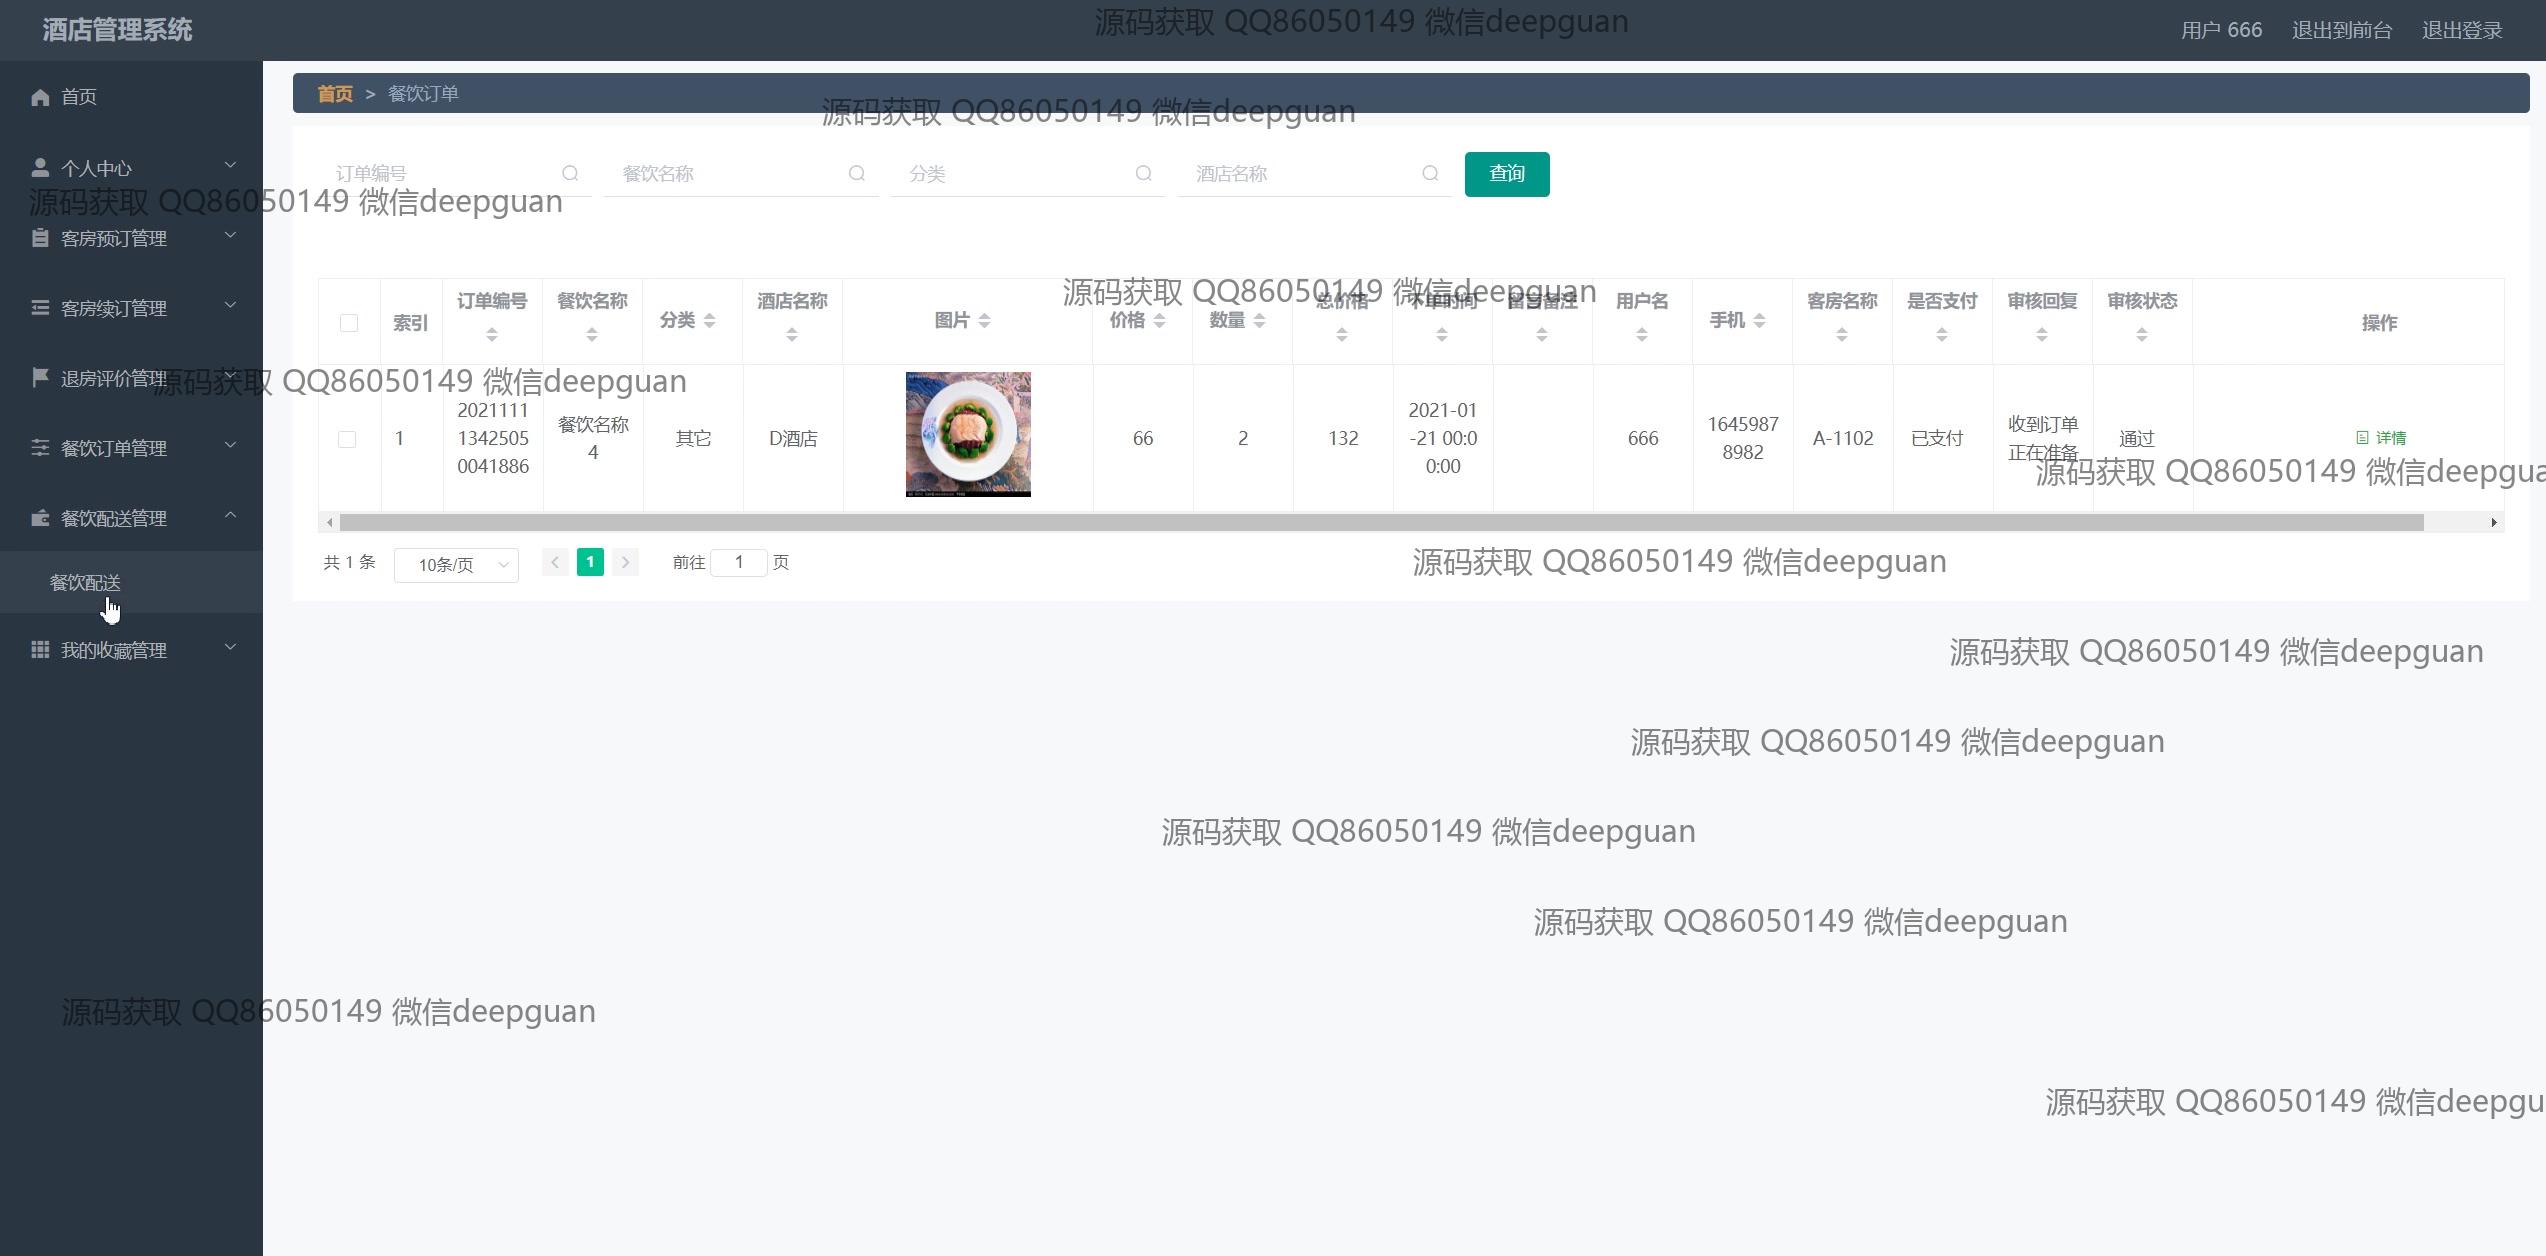 酒店管理系统
源码获取 QQ86050149 微信deepguan
用户 666 退出到前台 退出登录
首页 > 餐饮订单
源码获取 QQ86050149 微信deepguan
首页
个人中心
源码获取 QQ86050149 微信deepguan
客房预订管理
客房续订管理
退房评价管理
源码获取 QQ86050149 微信deepguan
餐饮订单管理
餐饮配送管理
餐饮配送
我的收藏管理
订单编号 餐饮名称 分类 酒店名称 查询
源码获取 QQ86050149 微信deepguan
索引 订单编号 餐饮名称 分类 酒店名称 图片 价格 数量 总价格 下单时间 留言备注 用户名 手机 客房名称 是否支付 审核回复 审核状态 操作
1 2021111 餐饮名称 其它 D酒店 66 2 132 2021-01 666 1645987 A-1102 已支付 收到订单 通过 详情
1342505 4 -21 00:0 8982 正在准备
0041886 0:00
源码获取 QQ86050149 微信deepgua
共 1 条 10条/页 1 前往 1 页
源码获取 QQ86050149 微信deepguan
源码获取 QQ86050149 微信deepguan
源码获取 QQ86050149 微信deepguan
源码获取 QQ86050149 微信deepguan
源码获取 QQ86050149 微信deepguan
源码获取 QQ86050149 微信deepguan
源码获取 QQ86050149 微信deepgu